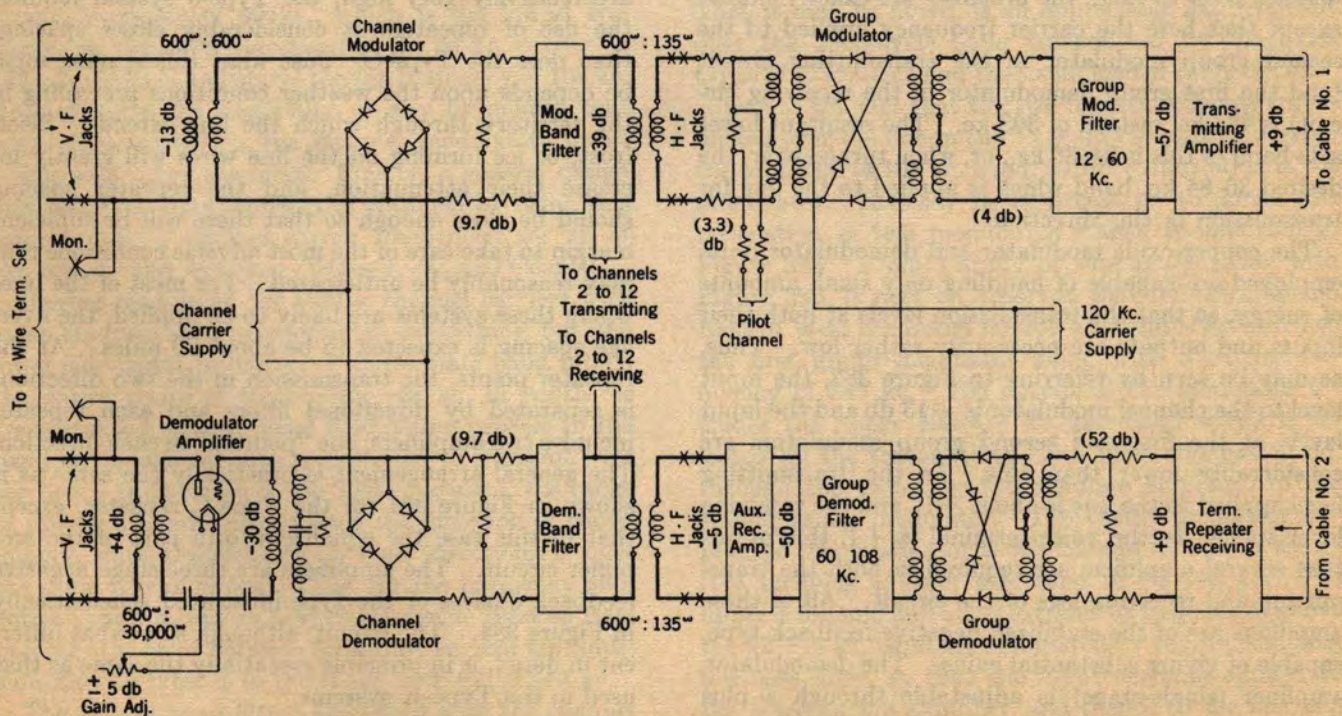 Channel
Modulator
Group
Modulator
600ω : 600ω
600ω : 135ω
V - F
Jacks
-13 db
(9.7 db)
Mod.
Band
Filter
-39 db
H - F
Jacks
(3.3)
db
(4 db)
Group
Mod.
Filter
12 - 60
Kc.
-57 db
Trans-
mitting
Amplifier
+9 db
To Cable No. 1
Mon.
To 4 Wire Term. Set
Channel
Carrier
Supply
To Channels
2 to 12
Transmitting
To Channels
2 to 12
Receiving
Pilot
Channel
120 Kc.
Carrier
Supply
Mon.
Demodulator
Amplifier
V - F
Jacks
+4 db
-30 db
(9.7 db)
Dem.
Band
Filter
H - F
Jacks
-5 db
Aux.
Rec.
Amp.
-50 db
Group
Demod.
Filter
60 108
Kc.
(52 db)
+9 db
Term.
Repeater
Receiving
From Cable No. 2
600ω :
30,000ω
Channel
Demodulator
600ω : 135ω
Group
Demodulator
± 5 db
Gain Adj.